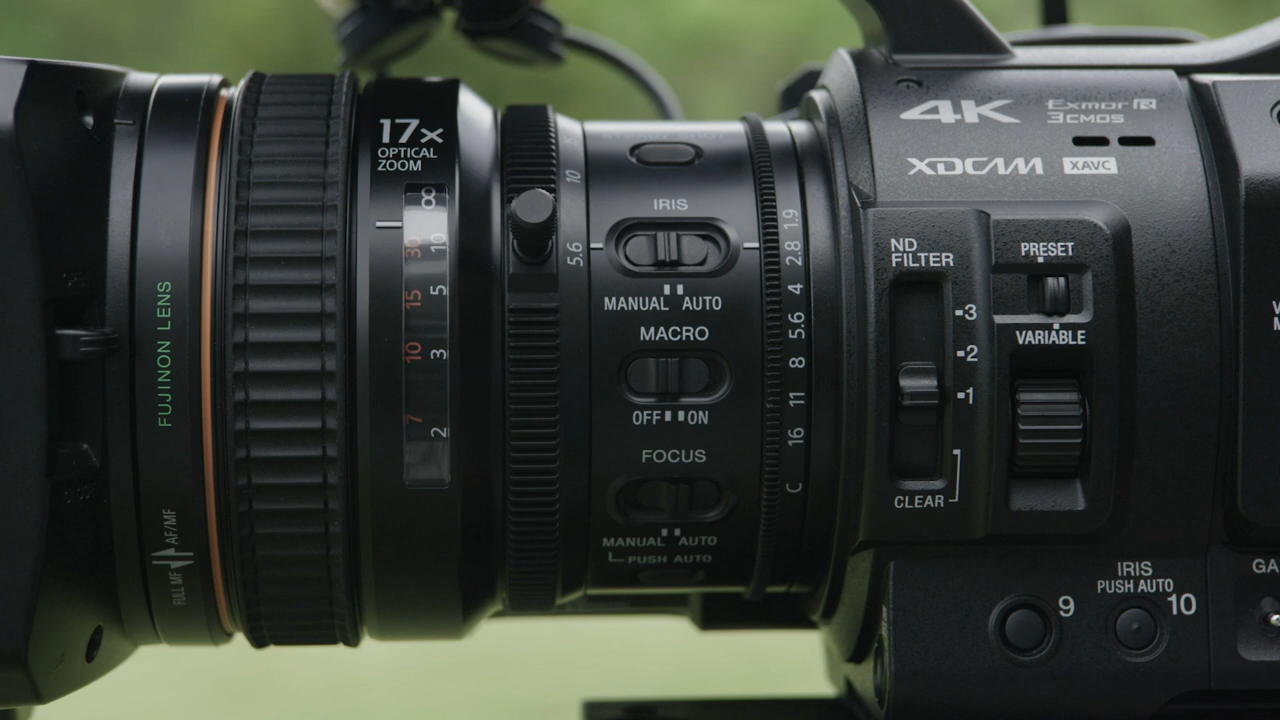 FUJINON LENS
FULL MF
AF/MF
17x
OPTICAL
ZOOM
∞
30 10
15 5
10 3
7 2
10
5.6
IRIS
MANUAL AUTO
MACRO
OFF ON
FOCUS
MANUAL AUTO
PUSH AUTO
1.9
2.8
4
5.6
8
11
16
C
4K
Exmor R
3CMOS
XDCAM
XAVC
ND
FILTER
3
2
1
CLEAR
PRESET
VARIABLE
9
IRIS
PUSH AUTO
10
GA